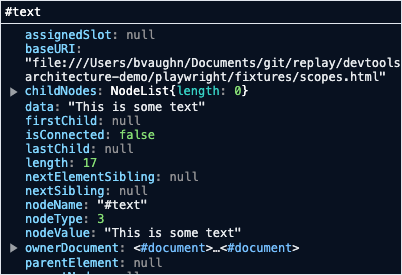 #text
assignedSlot: null
baseURI:
"file:///Users/bvaughn/Documents/git/replay/devtools
architecture-demo/playwright/fixtures/scopes.html"
▶ childNodes: NodeList{length: 0}
data: "This is some text"
firstChild: null
isConnected: false
lastChild: null
length: 17
nextElementSibling: null
nextSibling: null
nodeName: "#text"
nodeType: 3
nodeValue: "This is some text"
▶ ownerDocument: <#document>…<#document>
parentElement: null